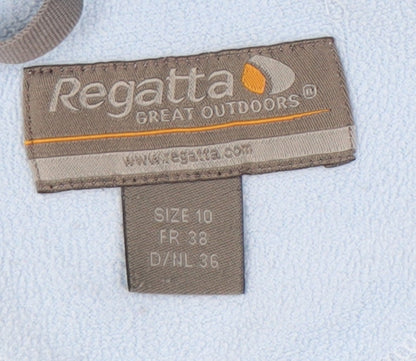 Regatta
GREAT OUTDOORS®
www.regatta.com
SIZE 10
FR 38
D/NL 36